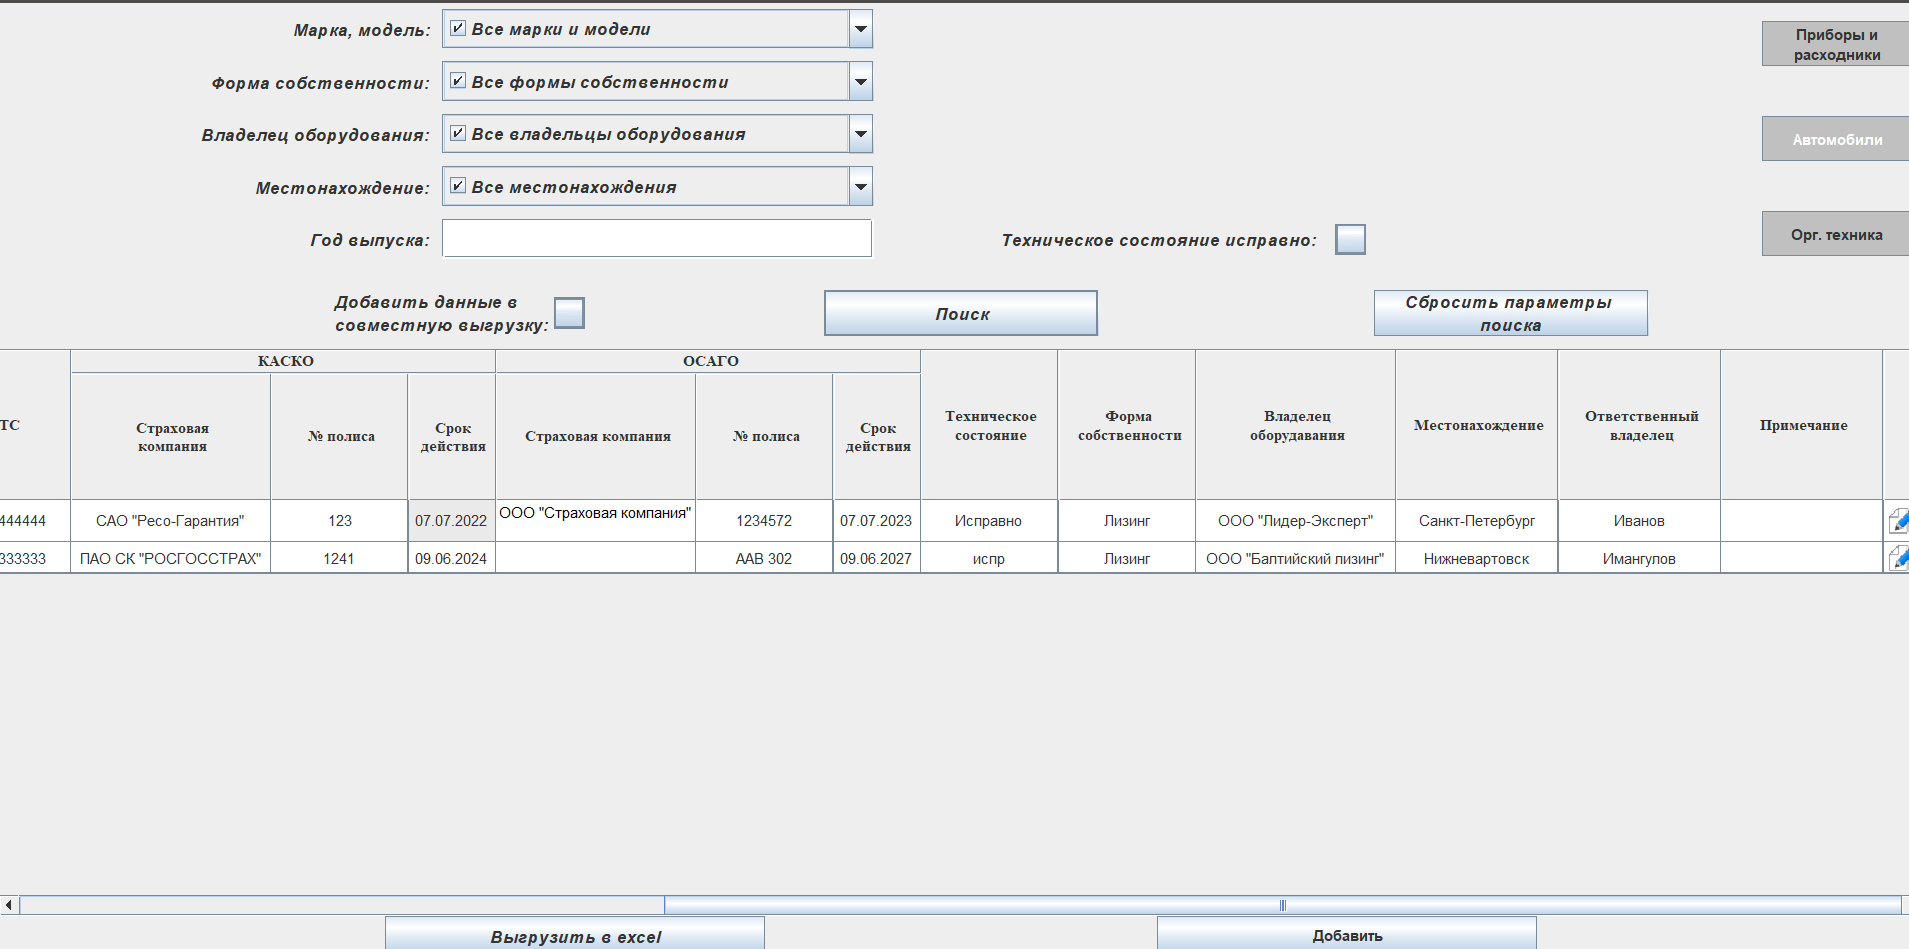 Марка, модель:
Все марки и модели
Приборы и
расходники
Форма собственности:
Все формы собственности
Владелец оборудования:
Все владельцы оборудования
Автомобили
Местонахождение:
Все местонахождения
Год выпуска:
Техническое состояние исправно:
Орг. техника
Добавить данные в
совместную выгрузку:
Поиск
Сбросить параметры
поиска
КАСКО
ОСАГО
ТС
Страховая
компания
№ полиса
Срок
действия
Страховая компания
№ полиса
Срок
действия
Техническое
состояние
Форма
собственности
Владелец
оборудавания
Местонахождение
Ответственный
владелец
Примечание
444444 САО "Ресо-Гарантия" 123 07.07.2022 ООО "Страховая компания" 1234572 07.07.2023 Исправно Лизинг ООО "Лидер-Эксперт" Санкт-Петербург Иванов
333333 ПАО СК "РОСГОССТРАХ" 1241 09.06.2024 ААВ 302 09.06.2027 испр Лизинг ООО "Балтийский лизинг" Нижневартовск Имангулов
Выгрузить в excel
Добавить